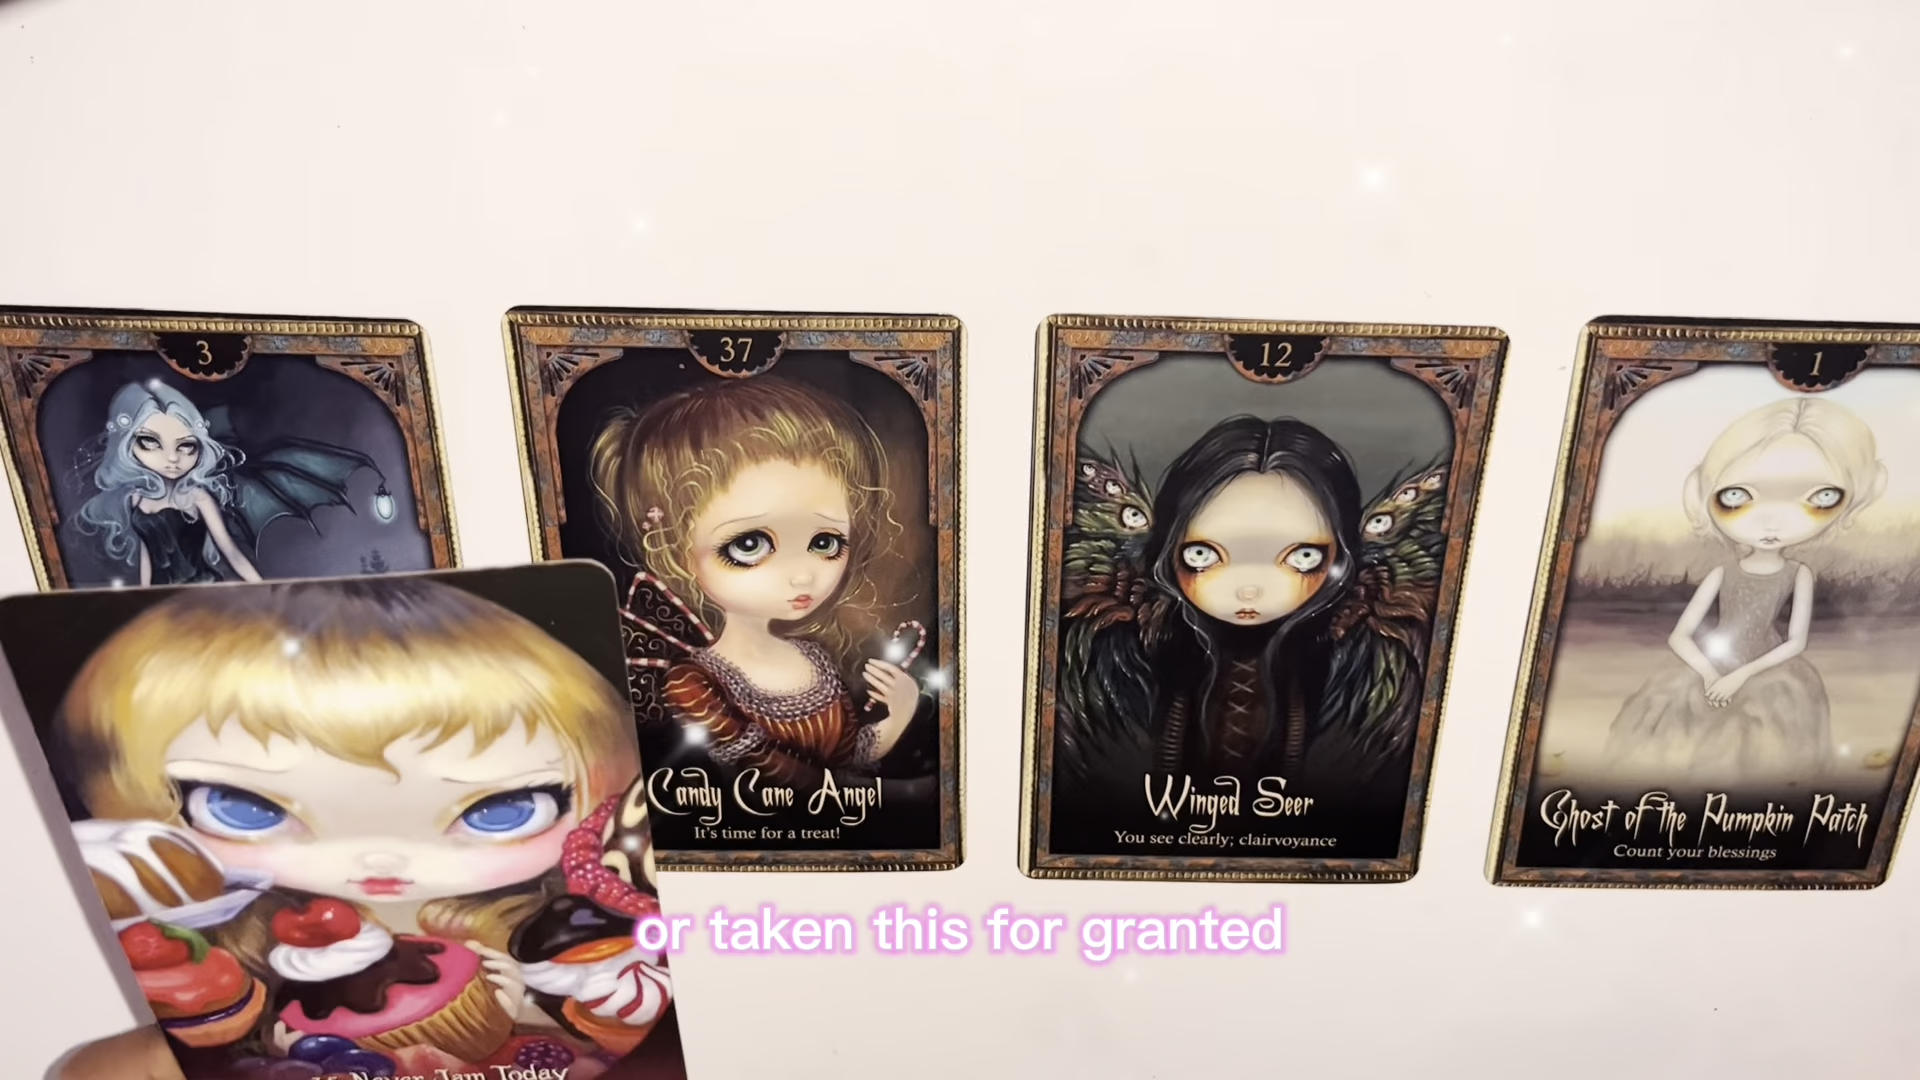 3
37
12
1
Candy Cane Angel
It's time for a treat!
Winged Seer
You see clearly; clairvoyance
Ghost of the Pumpkin Patch
Count your blessings
or taken this for granted
Never Jam Today